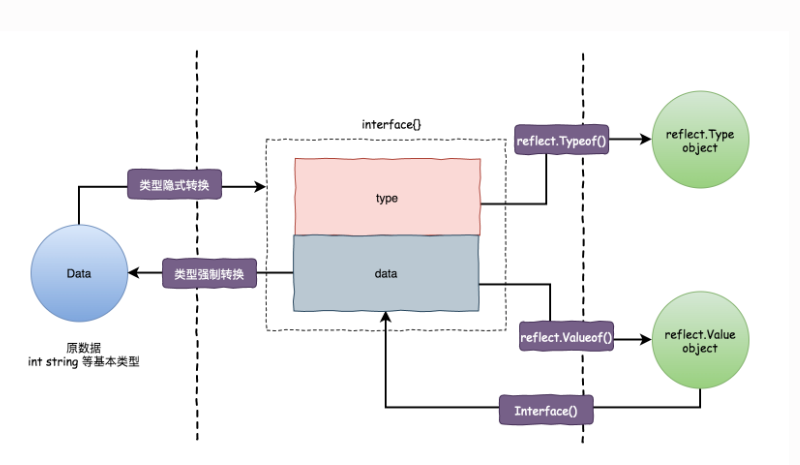 interface{}
reflect.Typeof()
reflect.Type
object
类型隐式转换
type
Data
类型强制转换
data
原数据
int string 等基本类型
reflect.Valueof()
reflect.Value
object
Interface()